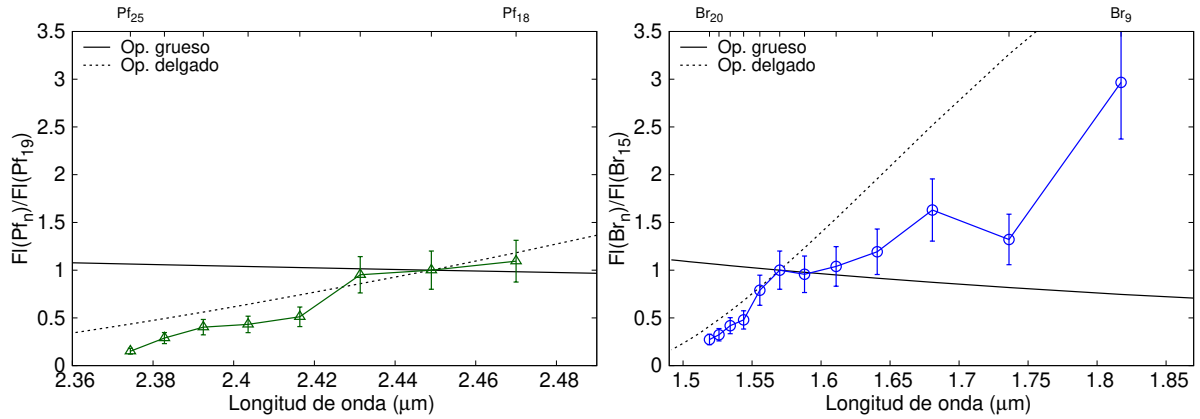 Pf25 Pf18
3.5
3
2.5
2
1.5
1
0.5
0
Fl(Pfn)/Fl(Pf19)
Op. grueso
Op. delgado
2.36 2.38 2.4 2.42 2.44 2.46 2.48
Longitud de onda (μm)
Br20 Br9
3.5
3
2.5
2
1.5
1
0.5
0
Fl(Brn)/Fl(Br15)
Op. grueso
Op. delgado
1.5 1.55 1.61 1.66 1.7 1.75 1.8 1.85
Longitud de onda (μm)